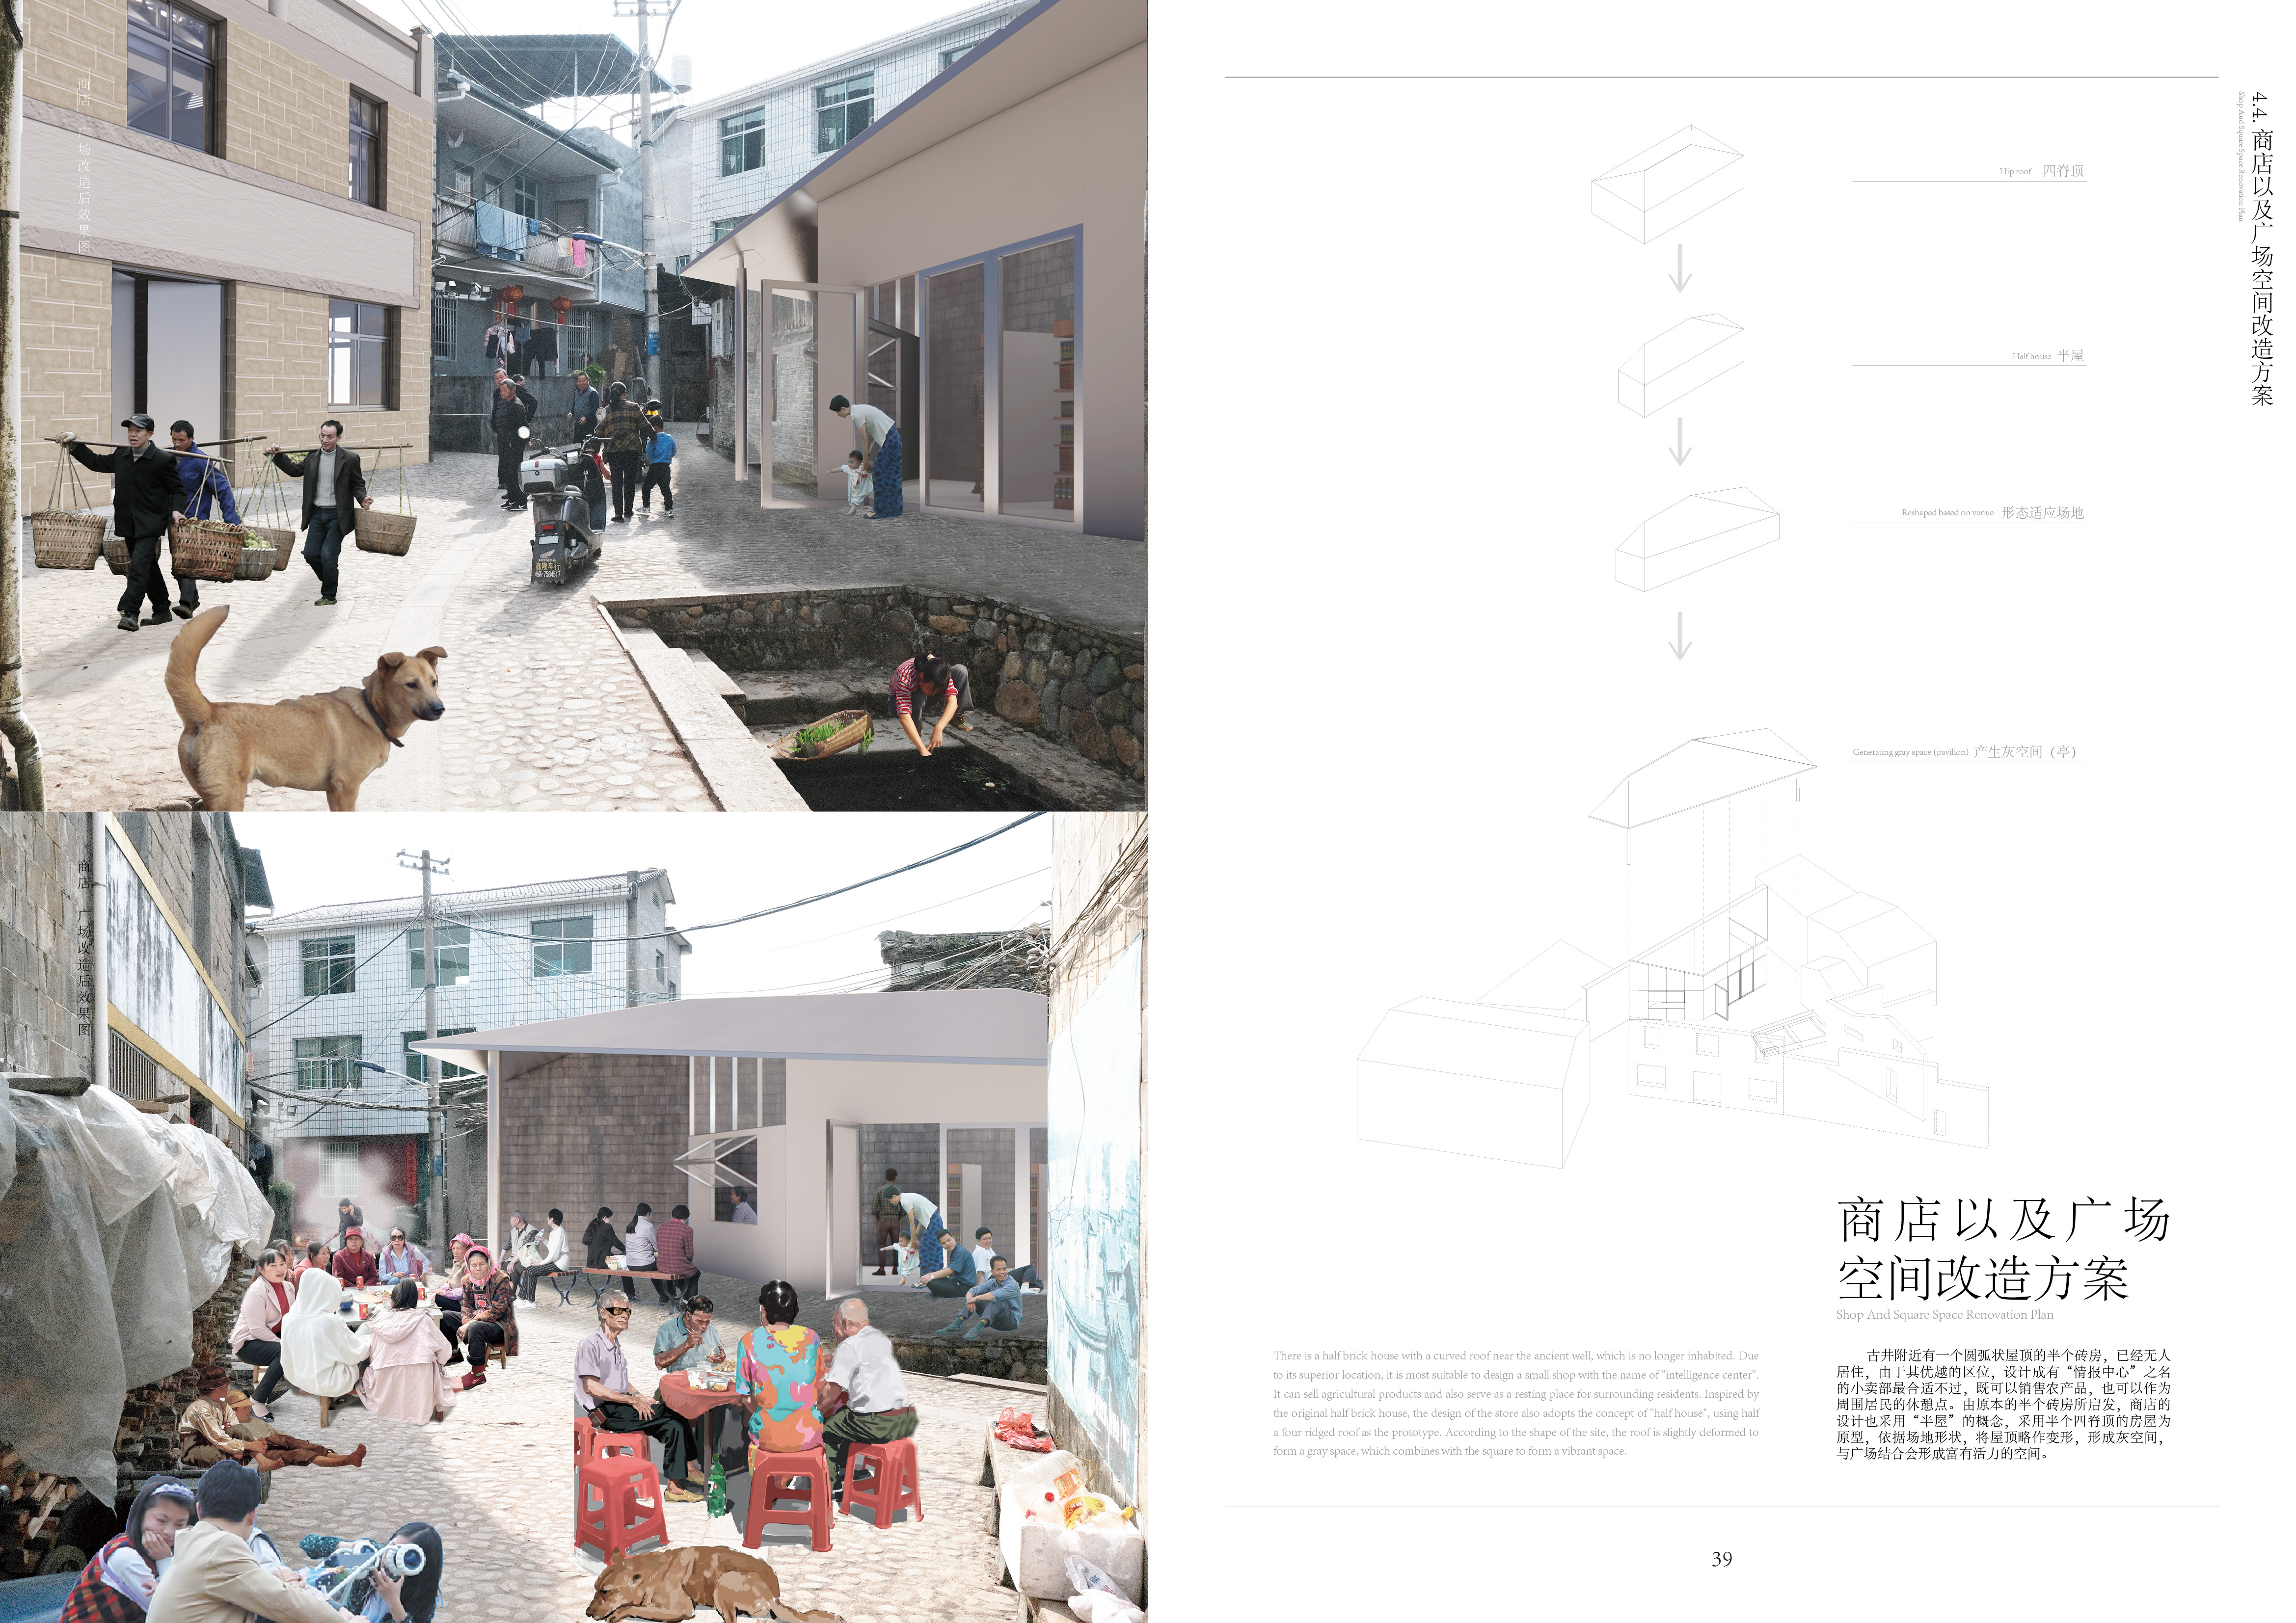 商店 广场改造后效果图
鑫隆车行
商店 广场改造后效果图
4.4. 商店以及广场空间改造方案
Shop And Square Space Renovation Plan
Hip roof 四脊顶
Half house 半屋
Reshaped based on venue 形态适应场地
Generating gray space (pavilion) 产生灰空间（亭）
商店以及广场
空间改造方案
Shop And Square Space Renovation Plan
There is a half brick house with a curved roof near the ancient well, which is no longer inhabited. Due
to its superior location, it is most suitable to design a small shop with the name of "intelligence center".
It can sell agricultural products and also serve as a resting place for surrounding residents. Inspired by
the original half brick house, the design of the store also adopts the concept of "half house", using half
a four ridged roof as the prototype. According to the shape of the site, the roof is slightly deformed to
form a gray space, which combines with the square to form a vibrant space.
古井附近有一个圆弧状屋顶的半个砖房，已经无人
居住，由于其优越的区位，设计成有“情报中心”之名
的小卖部最合适不过，既可以销售农产品，也可以作为
周围居民的休憩点。由原本的半个砖房所启发，商店的
设计也采用“半屋”的概念，采用半个四脊顶的房屋为
原型，依据场地形状，将屋顶略作变形，形成灰空间，
与广场结合会形成富有活力的空间。
39